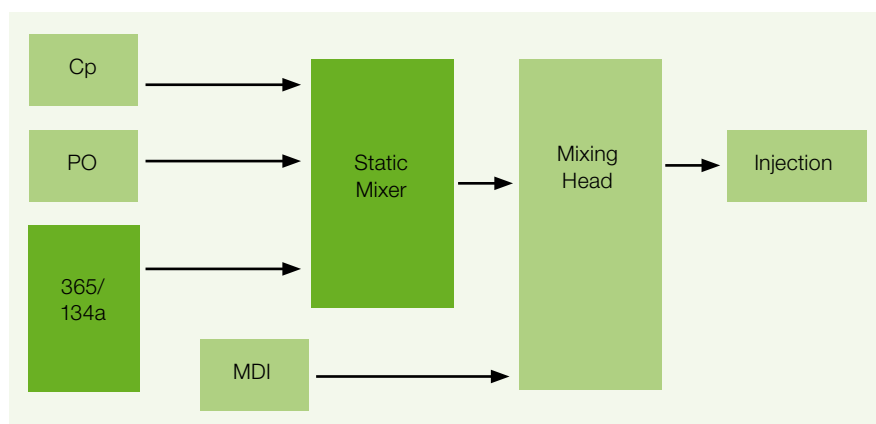 Cp
PO
365/
134a
MDI
Static
Mixer
Mixing
Head
Injection